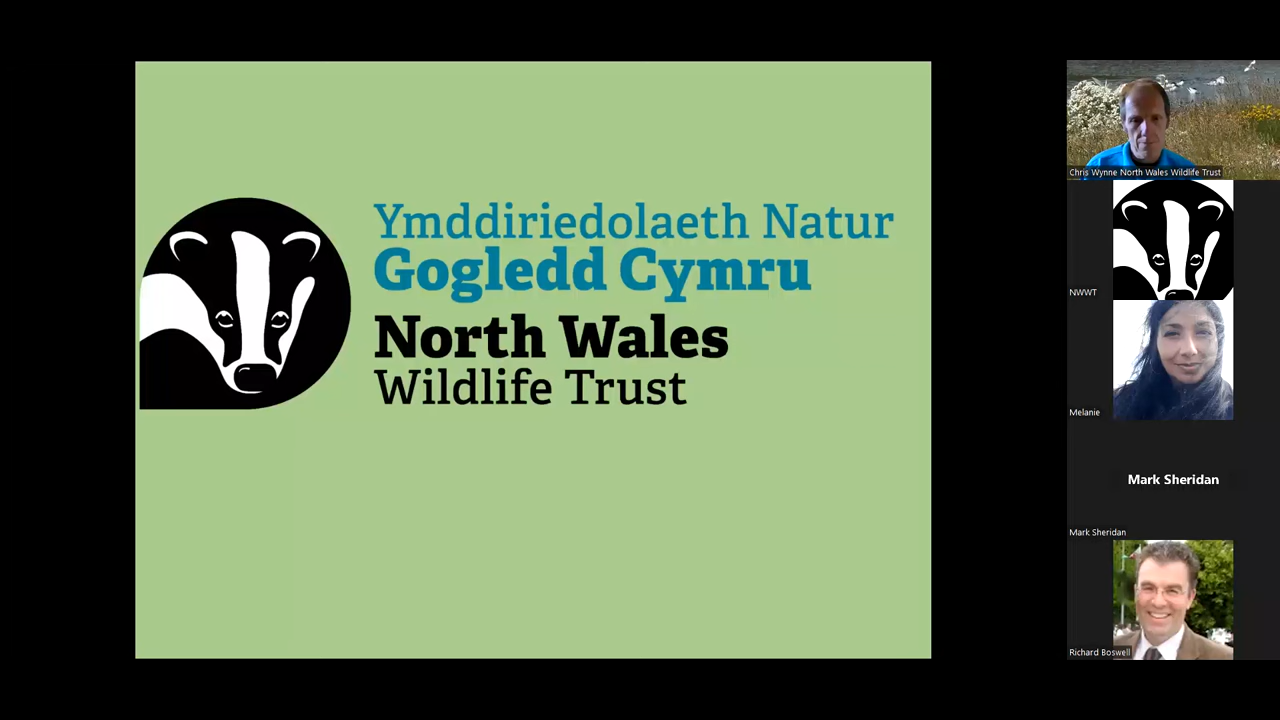 Ymddiriedolaeth Natur
Gogledd Cymru
North Wales
Wildlife Trust
Chris Wynne North Wales Wildlife Trust
NWWT
Melanie
Mark Sheridan
Mark Sheridan
Richard Boswell